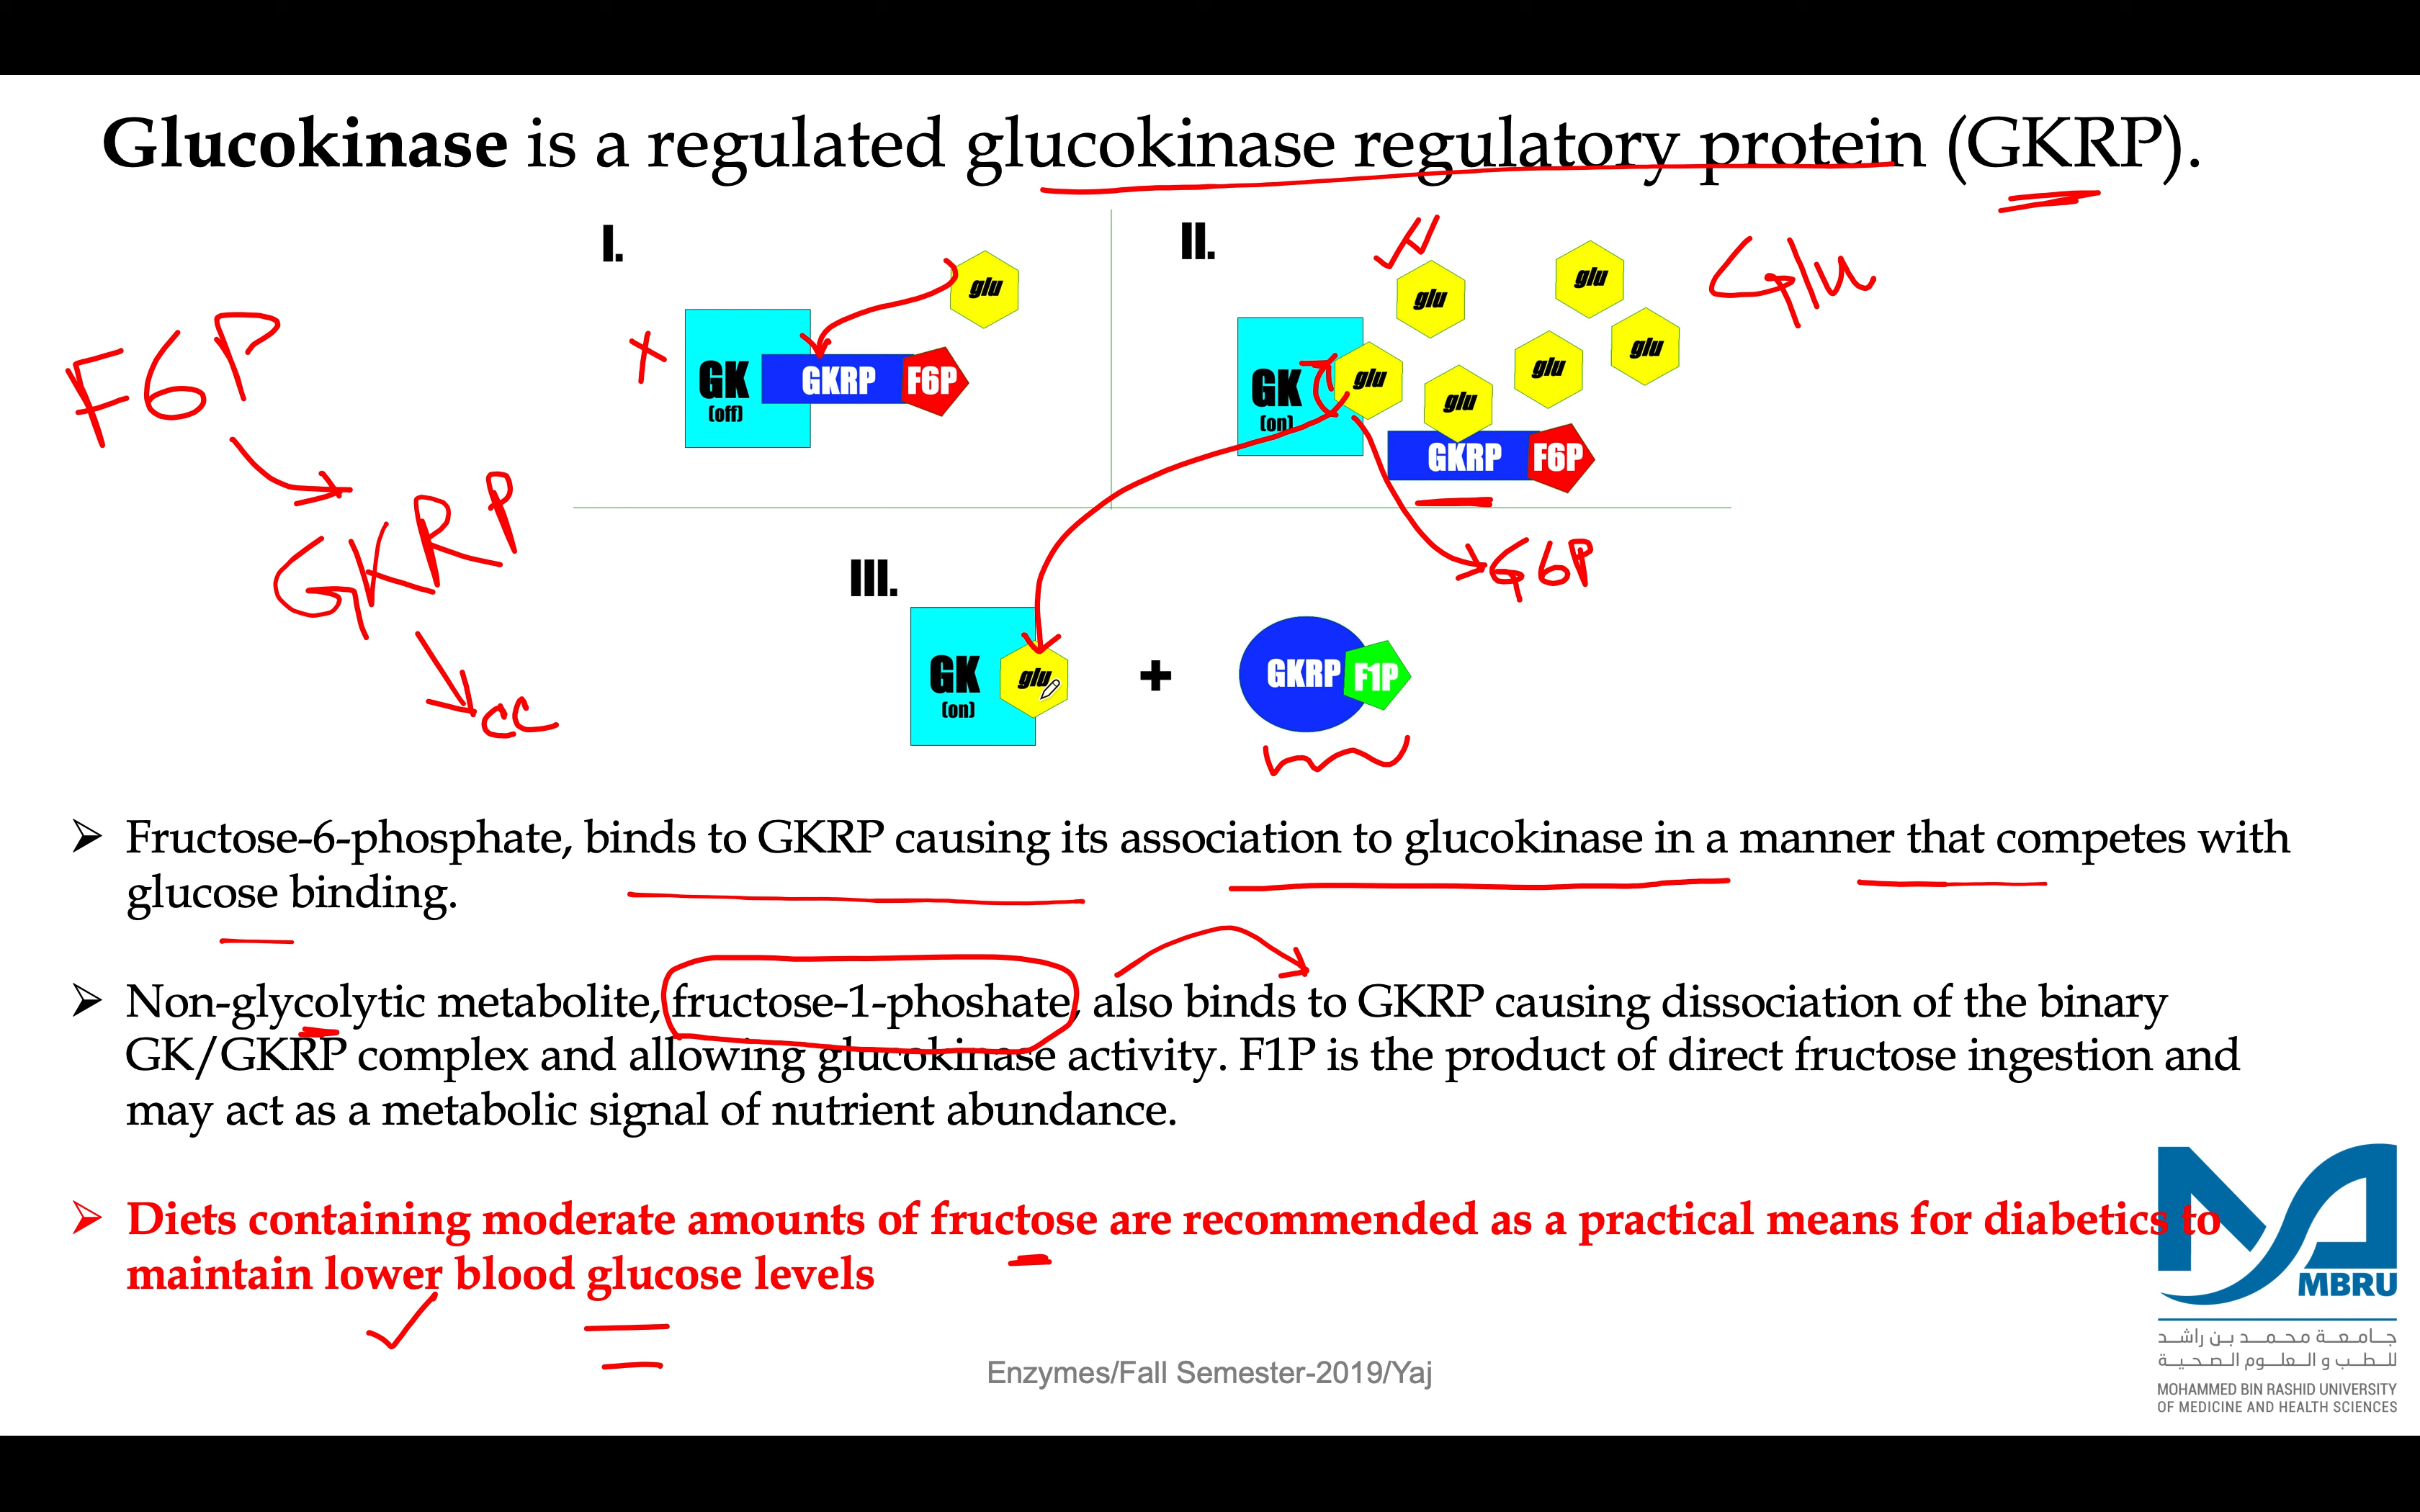 Glucokinase is a regulated glucokinase regulatory protein (GKRP).
I.
glu
GK
(off)
GKRP
F6P
II.
glu
glu
glu
glu
glu
glu
GK
(on)
GKRP
F6P
Glu
F6P
GKRP
G6P
III.
GK
(on)
glu
+
GKRP
F1P
➢ Fructose-6-phosphate, binds to GKRP causing its association to glucokinase in a manner that competes with
glucose binding.
➢ Non-glycolytic metabolite, fructose-1-phoshate, also binds to GKRP causing dissociation of the binary
GK/GKRP complex and allowing glucokinase activity. F1P is the product of direct fructose ingestion and
may act as a metabolic signal of nutrient abundance.
➢ Diets containing moderate amounts of fructose are recommended as a practical means for diabetics to
maintain lower blood glucose levels
Enzymes/Fall Semester-2019/Yaj
MBRU
جامعة محمد بن راشد
للطب و العلوم الصحية
MOHAMMED BIN RASHID UNIVERSITY
OF MEDICINE AND HEALTH SCIENCES